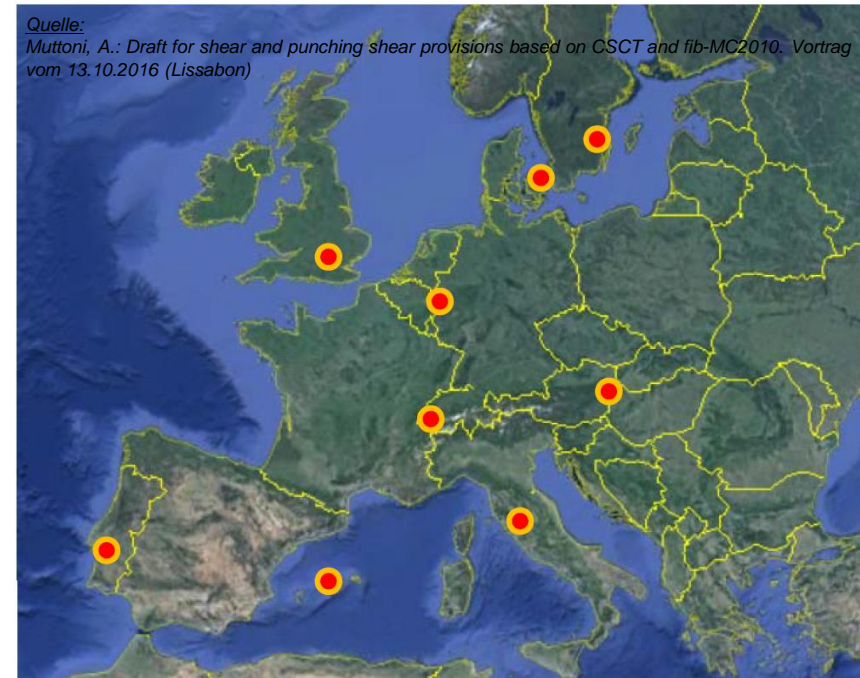 Quelle:
Muttoni, A.: Draft for shear and punching shear provisions based on CSCT and fib-MC2010. Vortrag
vom 13.10.2016 (Lissabon)